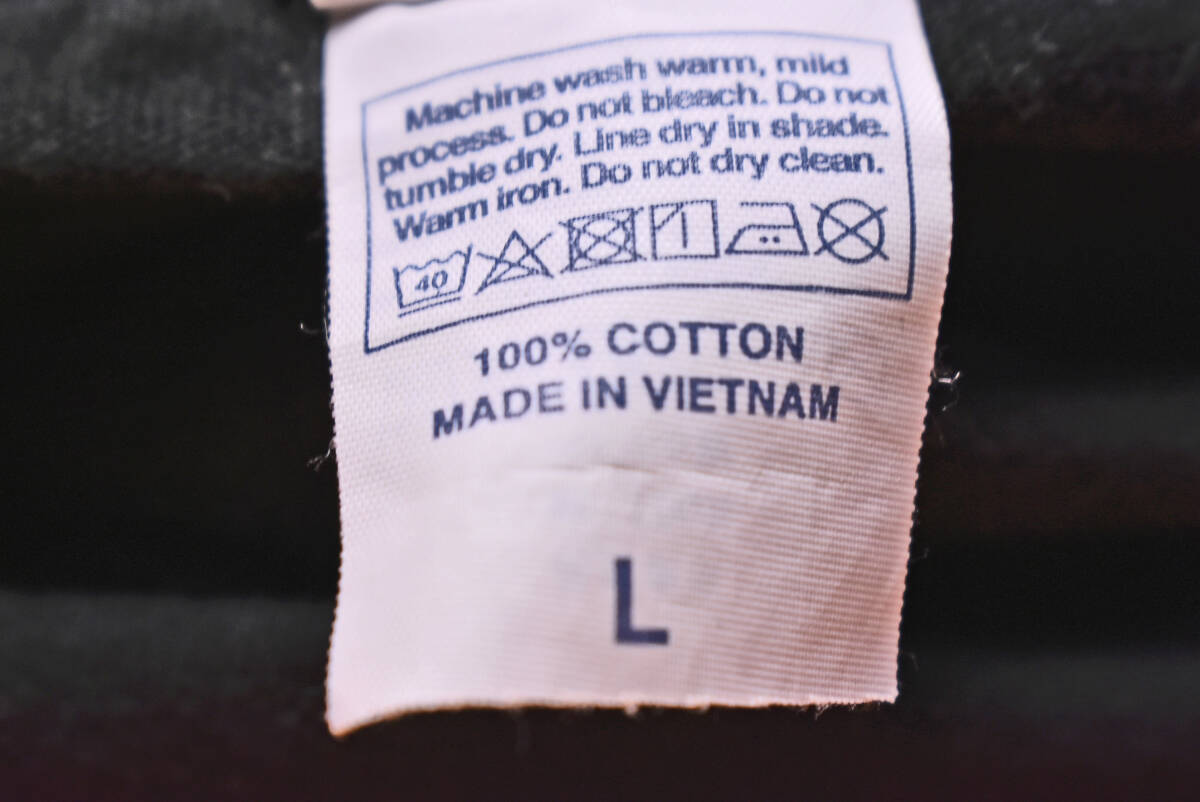 Machine wash warm, mild
process. Do not bleach. Do not
tumble dry. Line dry in shade.
Warm iron. Do not dry clean.
40
100% COTTON
MADE IN VIETNAM
L